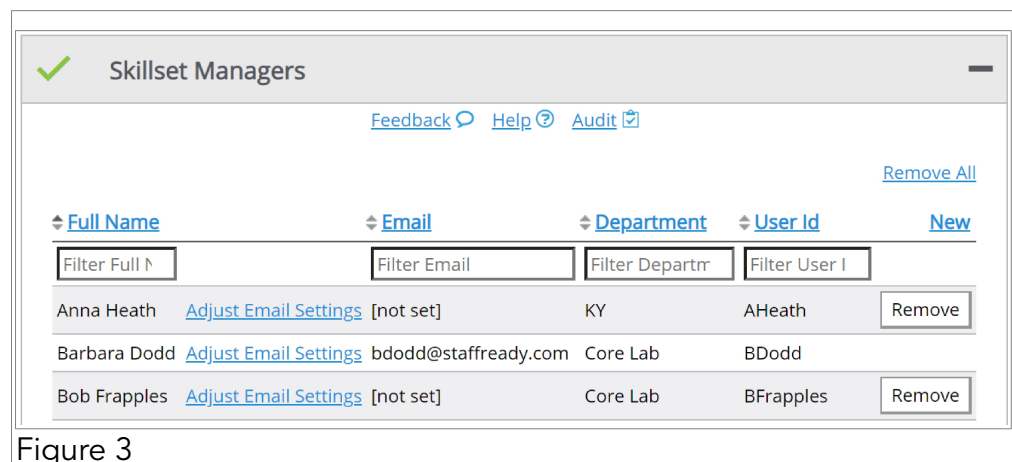 Skillset Managers
Feedback Help Audit
Remove All
Full Name Email Department User Id New
Filter Full N Filter Email Filter Departm Filter User I
Anna Heath Adjust Email Settings [not set] KY AHeath Remove
Barbara Dodd Adjust Email Settings bdodd@staffready.com Core Lab BDodd
Bob Frapples Adjust Email Settings [not set] Core Lab BFrapples Remove
Figure 3